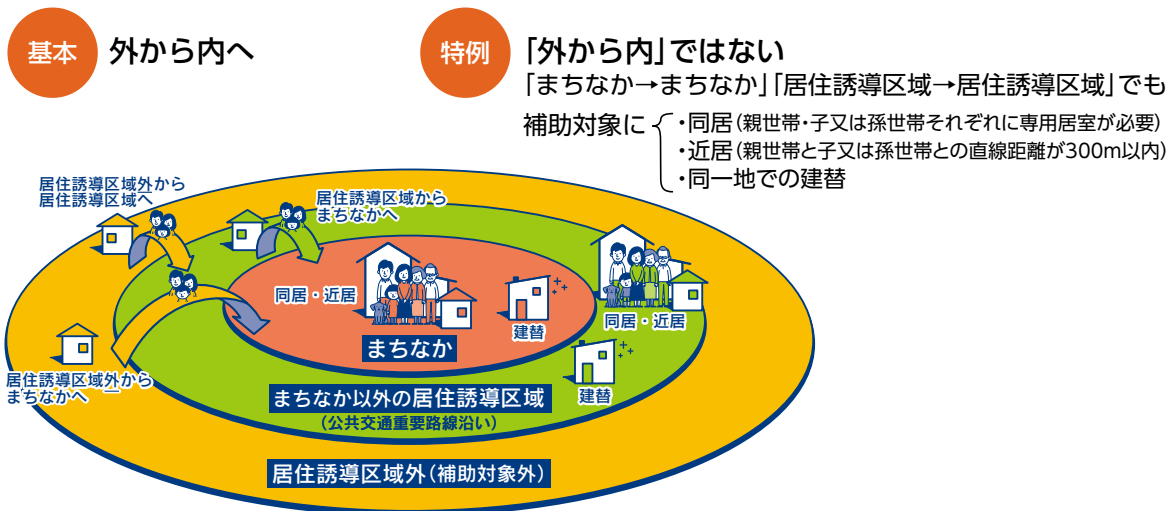 基本
外から内へ
特例
「外から内」ではない
「まちなか→まちなか」「居住誘導区域→居住誘導区域」でも
補助対象に
・同居(親世帯・子又は孫世帯それぞれに専用居室が必要)
・近居(親世帯と子又は孫世帯との直線距離が300m以内)
・同一地での建替
居住誘導区域外から
居住誘導区域へ
居住誘導区域から
まちなかへ
同居・近居
建替
まちなか
同居・近居
建替
居住誘導区域外から
まちなかへ
まちなか以外の居住誘導区域
(公共交通重要路線沿い)
居住誘導区域外(補助対象外)